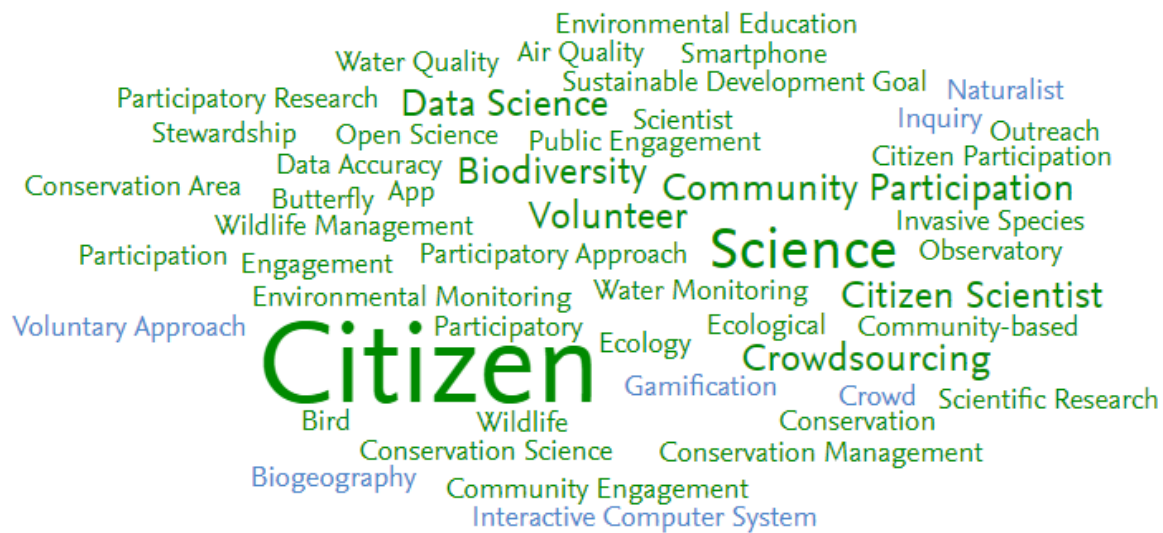 Environmental Education
Water Quality Air Quality Smartphone
Sustainable Development Goal Naturalist
Participatory Research Data Science Scientist Inquiry
Stewardship Open Science Public Engagement Outreach
Data Accuracy Biodiversity Citizen Participation
Conservation Area Butterfly App Community Participation
Wildlife Management Volunteer Invasive Species
Participation Engagement Participatory Approach Science Observatory
Environmental Monitoring Water Monitoring Citizen Scientist
Voluntary Approach Participatory Ecological Community-based
Citizen Ecology Crowdsourcing
Gamification Crowd Scientific Research
Bird Wildlife Conservation
Conservation Science Conservation Management
Biogeography Community Engagement
Interactive Computer System